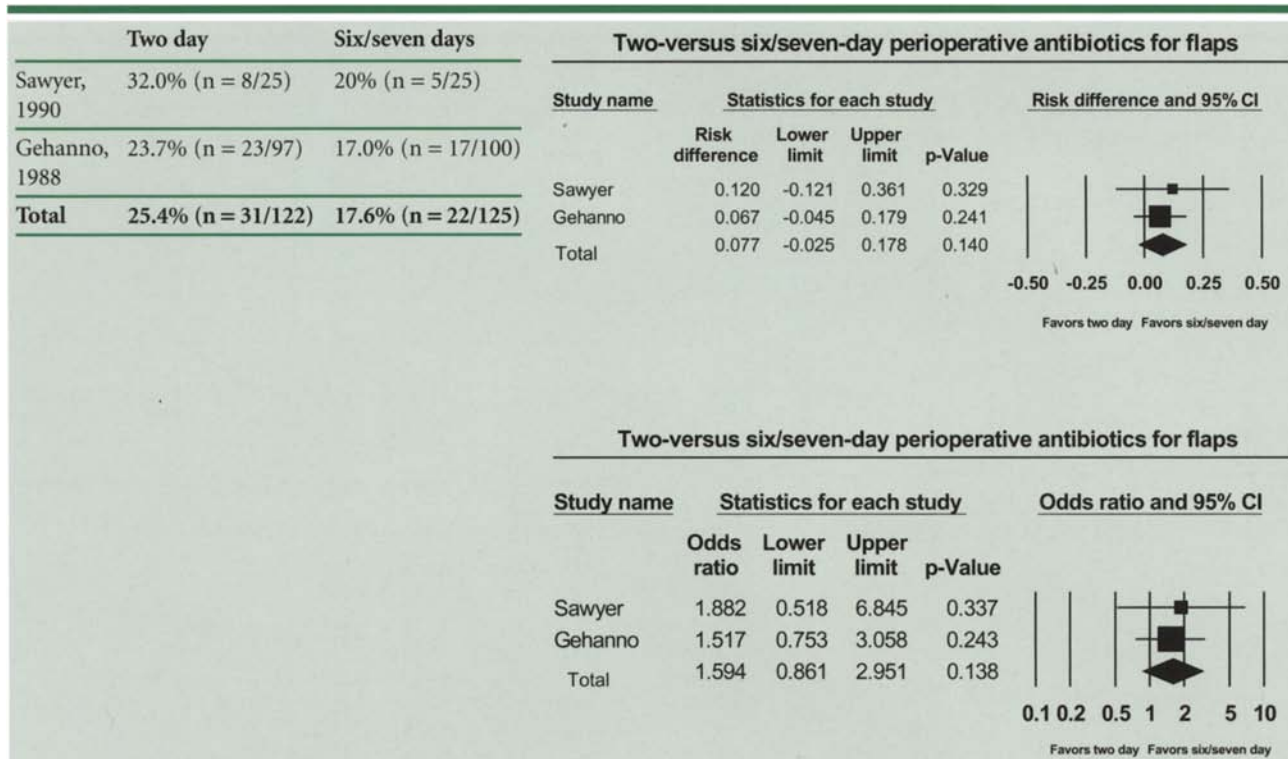 Two day Six/seven days
Sawyer, 1990 32.0% (n = 8/25) 20% (n = 5/25)
Gehanno, 1988 23.7% (n = 23/97) 17.0% (n = 17/100)
Total 25.4% (n = 31/122) 17.6% (n = 22/125)
Two-versus six/seven-day perioperative antibiotics for flaps
Study name Statistics for each study Risk difference and 95% CI
Risk difference Lower limit Upper limit p-Value
Sawyer 0.120 -0.121 0.361 0.329
Gehanno 0.067 -0.045 0.179 0.241
Total 0.077 -0.025 0.178 0.140
-0.50 -0.25 0.00 0.25 0.50
Favors two day Favors six/seven day
Two-versus six/seven-day perioperative antibiotics for flaps
Study name Statistics for each study Odds ratio and 95% CI
Odds ratio Lower limit Upper limit p-Value
Sawyer 1.882 0.518 6.845 0.337
Gehanno 1.517 0.753 3.058 0.243
Total 1.594 0.861 2.951 0.138
0.1 0.2 0.5 1 2 5 10
Favors two day Favors six/seven day